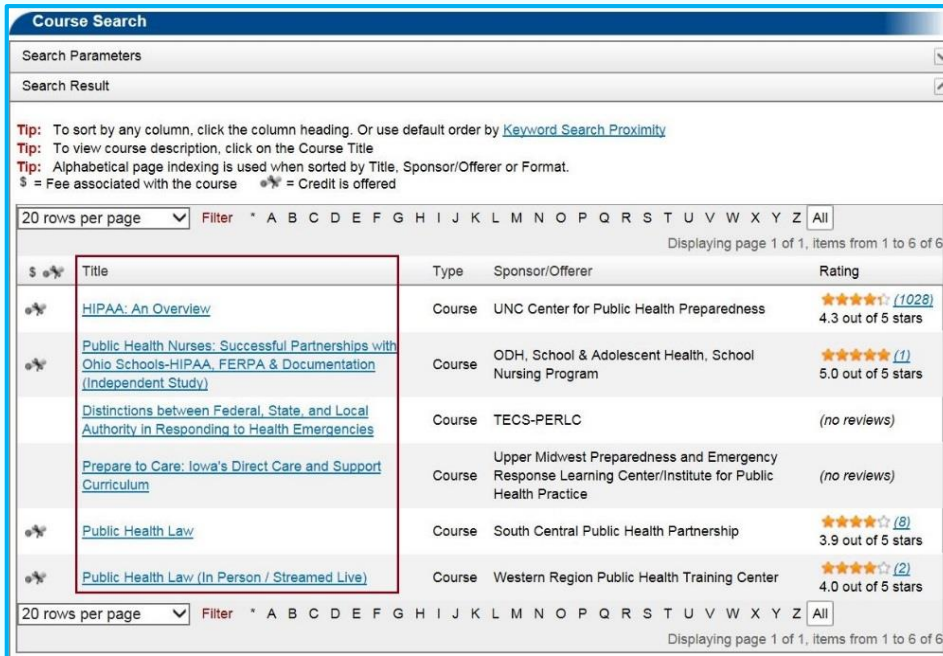 Course Search
Search Parameters
Search Result
Tip: To sort by any column, click the column heading. Or use default order by Keyword Search Proximity
Tip: To view course description, click on the Course Title
Tip: Alphabetical page indexing is used when sorted by Title, Sponsor/Offerer or Format.
$ = Fee associated with the course = Credit is offered
20 rows per page Filter * A B C D E F G H I J K L M N O P Q R S T U V W X Y Z All
Displaying page 1 of 1, items from 1 to 6 of 6
$ Title Type Sponsor/Offerer Rating
HIPAA: An Overview Course UNC Center for Public Health Preparedness (1028)
4.3 out of 5 stars
Public Health Nurses: Successful Partnerships with
Ohio Schools-HIPAA, FERPA & Documentation
(Independent Study)
Course
ODH, School & Adolescent Health, School
Nursing Program
(1)
5.0 out of 5 stars
Distinctions between Federal, State, and Local
Authority in Responding to Health Emergencies
Course TECS-PERLC (no reviews)
Prepare to Care: Iowa's Direct Care and Support
Curriculum
Course
Upper Midwest Preparedness and Emergency
Response Learning Center/Institute for Public
Health Practice
(no reviews)
Public Health Law Course South Central Public Health Partnership (8)
3.9 out of 5 stars
Public Health Law (In Person / Streamed Live) Course Western Region Public Health Training Center (2)
4.0 out of 5 stars
20 rows per page Filter * A B C D E F G H I J K L M N O P Q R S T U V W X Y Z All
Displaying page 1 of 1, items from 1 to 6 of 6